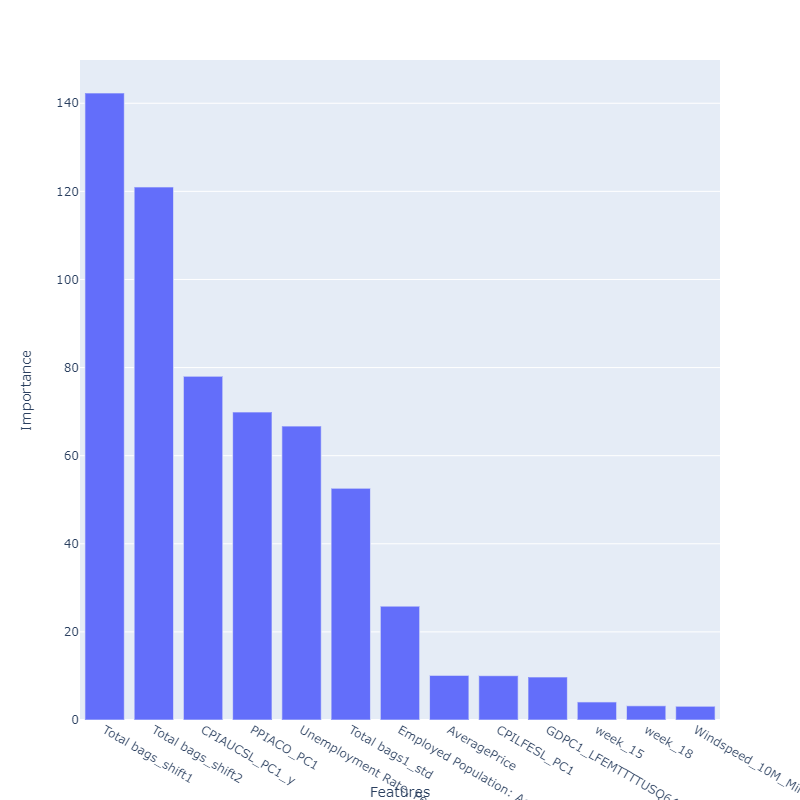 140
120
100
80
60
40
20
0
Importance
Total bags_shift1
Total bags_shift2
CPIAUCSL_PC1_y
PPIACO_PC1
Unemployment Rate
Total bags1_std
Employed Population:
AveragePrice
CPILFESL_PC1
week_15
week_18
Features